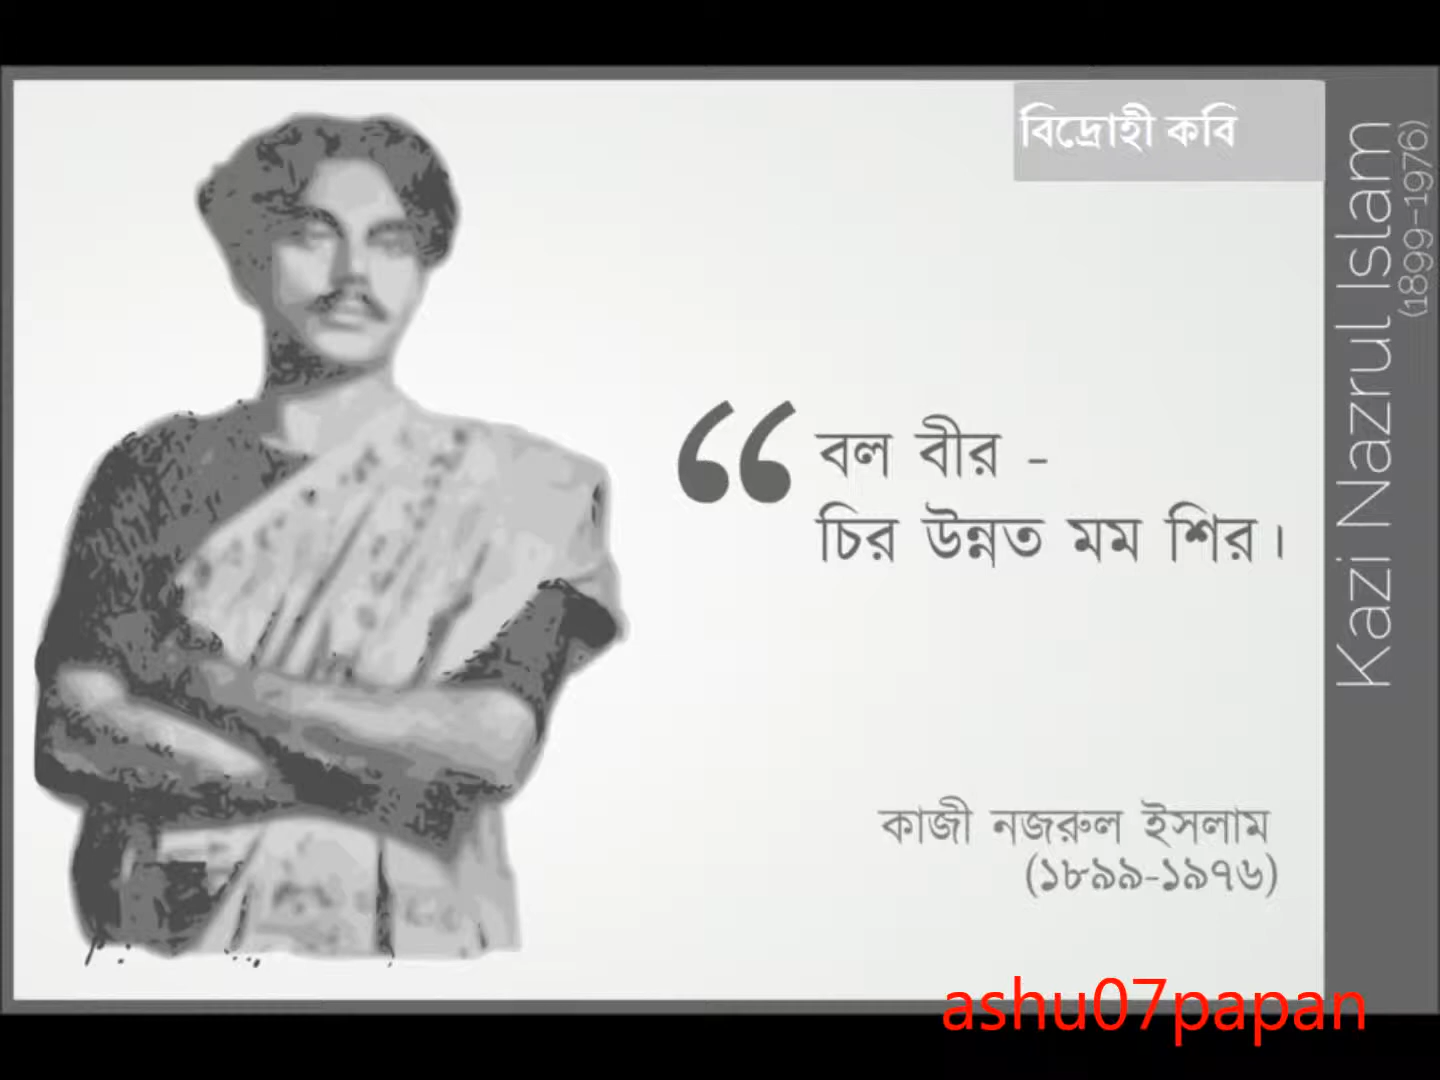 বিদ্রোহী কবি
Kazi Nazrul Islam
(1899-1976)
“ বল বীর -
চির উন্নত মম শির।
কাজী নজরুল ইসলাম
(১৮৯৯-১৯৭৬)
ashu07papan